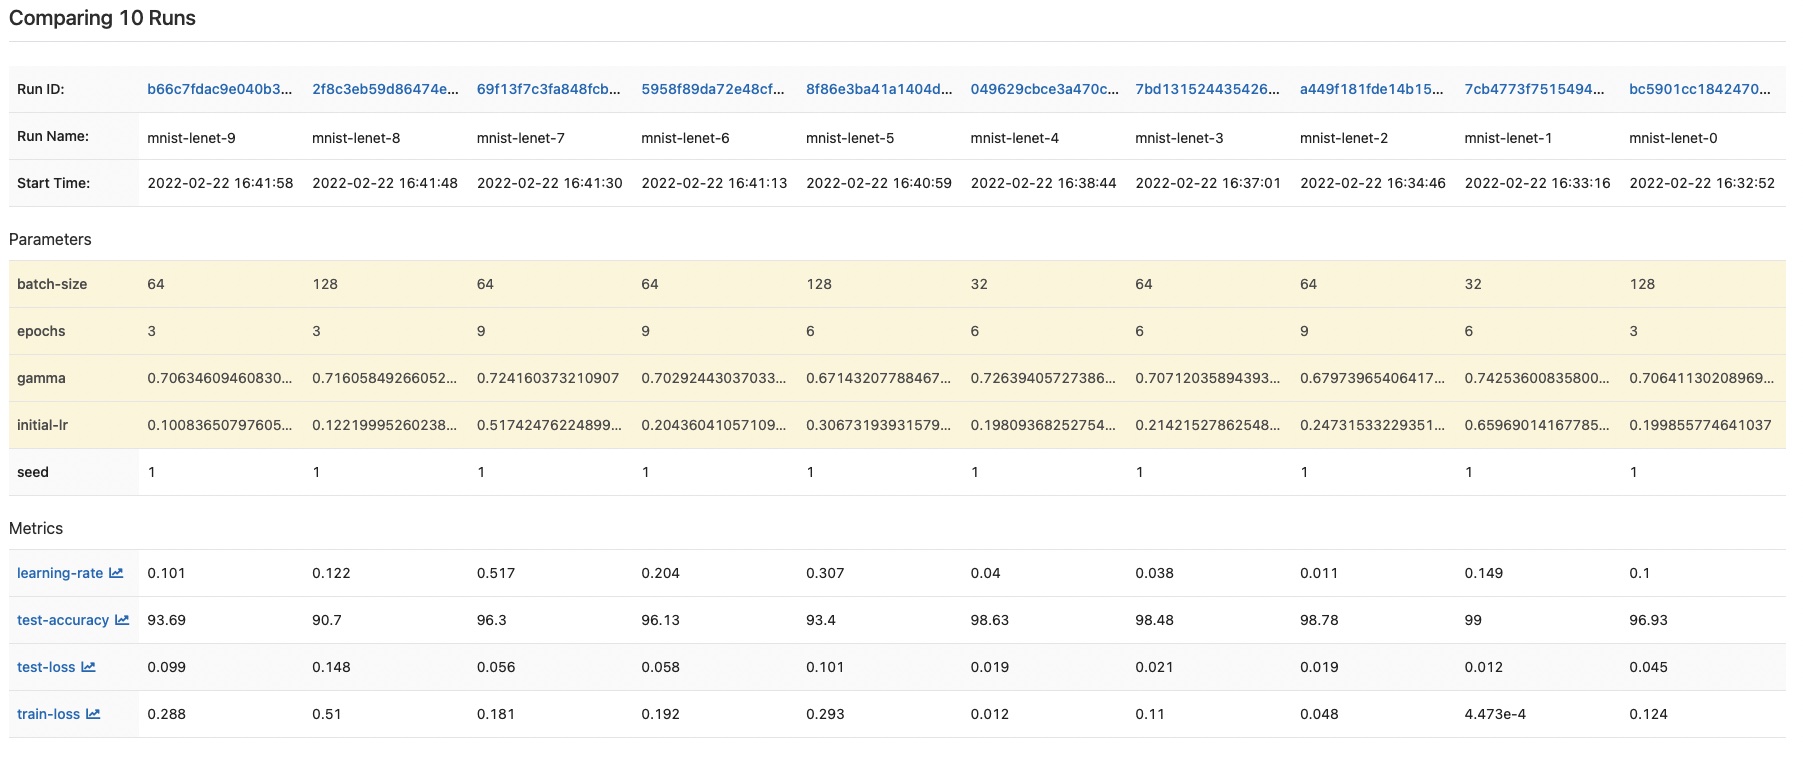 Comparing 10 Runs
Run ID: b66c7fdac9e040b3... 2f8c3eb59d86474e... 69f13f7c3fa848fcb... 5958f89da72e48cf... 8f86e3ba41a1404d... 049629cbce3a470c... 7bd131524435426... a449f181fde14b15... 7cb4773f7515494... bc5901cc1842470...
Run Name: mnist-lenet-9 mnist-lenet-8 mnist-lenet-7 mnist-lenet-6 mnist-lenet-5 mnist-lenet-4 mnist-lenet-3 mnist-lenet-2 mnist-lenet-1 mnist-lenet-0
Start Time: 2022-02-22 16:41:58 2022-02-22 16:41:48 2022-02-22 16:41:30 2022-02-22 16:41:13 2022-02-22 16:40:59 2022-02-22 16:38:44 2022-02-22 16:37:01 2022-02-22 16:34:46 2022-02-22 16:33:16 2022-02-22 16:32:52
Parameters
batch-size 64 128 64 64 128 32 64 64 32 128
epochs 3 3 9 9 6 6 6 9 6 3
gamma 0.70634609460830... 0.71605849266052... 0.724160373210907 0.70292443037033... 0.67143207788467... 0.72639405727386... 0.70712035894393... 0.67973965406417... 0.74253600835800... 0.70641130208969...
initial-lr 0.10083650797605... 0.12219995260238... 0.51742476224899... 0.20436041057109... 0.30673193931579... 0.19809368252754... 0.21421527862548... 0.24731533229351... 0.65969014167785... 0.199855774641037
seed 1 1 1 1 1 1 1 1 1 1
Metrics
learning-rate 0.101 0.122 0.517 0.204 0.307 0.04 0.038 0.011 0.149 0.1
test-accuracy 93.69 90.7 96.3 96.13 93.4 98.63 98.48 98.78 99 96.93
test-loss 0.099 0.148 0.056 0.058 0.101 0.019 0.021 0.019 0.012 0.045
train-loss 0.288 0.51 0.181 0.192 0.293 0.012 0.11 0.048 4.473e-4 0.124